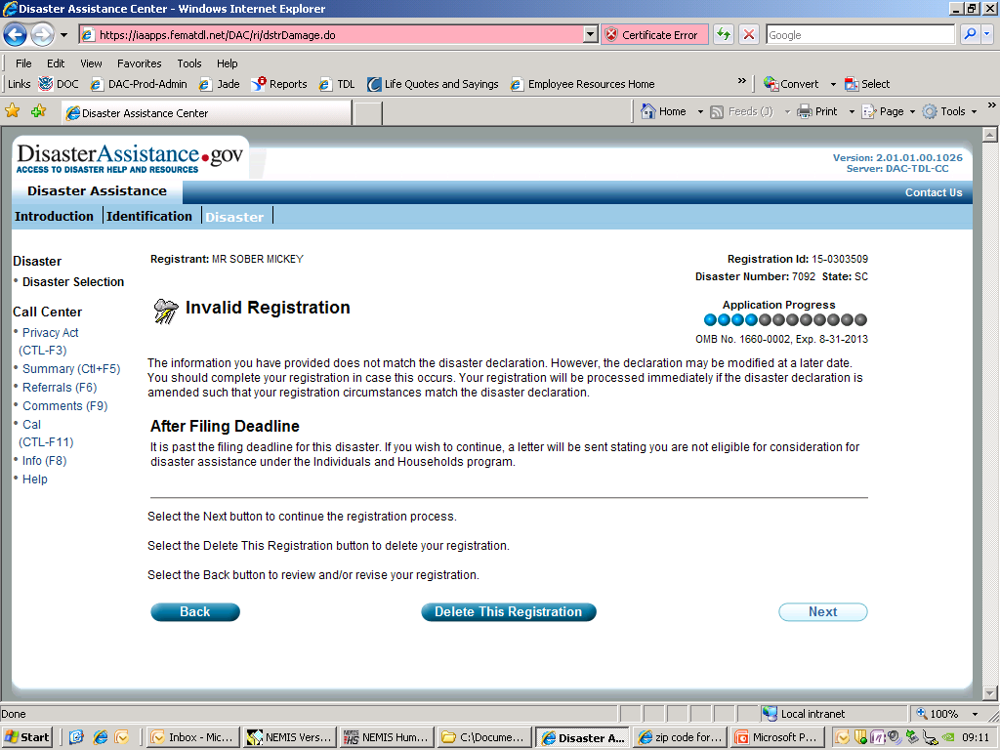 Disaster Assistance Center - Windows Internet Explorer
https://iaapps.fematdl.net/DAC/ri/dstrDamage.do
Certificate Error
Google
File Edit View Favorites Tools Help
Links DOC DAC-Prod-Admin Jade Reports TDL Life Quotes and Sayings Employee Resources Home » Convert Select
Disaster Assistance Center
Home Feeds (J) Print Page Tools »
DisasterAssistance.gov
ACCESS TO DISASTER HELP AND RESOURCES
Version: 2.01.01.00.1026
Server: DAC-TDL-CC
Disaster Assistance
Contact Us
Introduction Identification Disaster
Disaster
• Disaster Selection
Call Center
• Privacy Act
(CTL-F3)
• Summary (Ctl+F5)
• Referrals (F6)
• Comments (F9)
• Cal
(CTL-F11)
• Info (F8)
• Help
Registrant: MR SOBER MICKEY
Registration Id: 15-0303509
Disaster Number: 7092 State: SC
Invalid Registration
Application Progress
OMB No. 1660-0002, Exp. 8-31-2013
The information you have provided does not match the disaster declaration. However, the declaration may be modified at a later date.
You should complete your registration in case this occurs. Your registration will be processed immediately if the disaster declaration is
amended such that your registration circumstances match the disaster declaration.
After Filing Deadline
It is past the filing deadline for this disaster. If you wish to continue, a letter will be sent stating you are not eligible for consideration for
disaster assistance under the Individuals and Households program.
Select the Next button to continue the registration process.
Select the Delete This Registration button to delete your registration.
Select the Back button to review and/or revise your registration.
Back Delete This Registration Next
Done
Local intranet
100%
Start Inbox - Mic... NEMIS Vers... NEMIS Hum... C:\Docume... Disaster A... zip code for... Microsoft P... 09:11